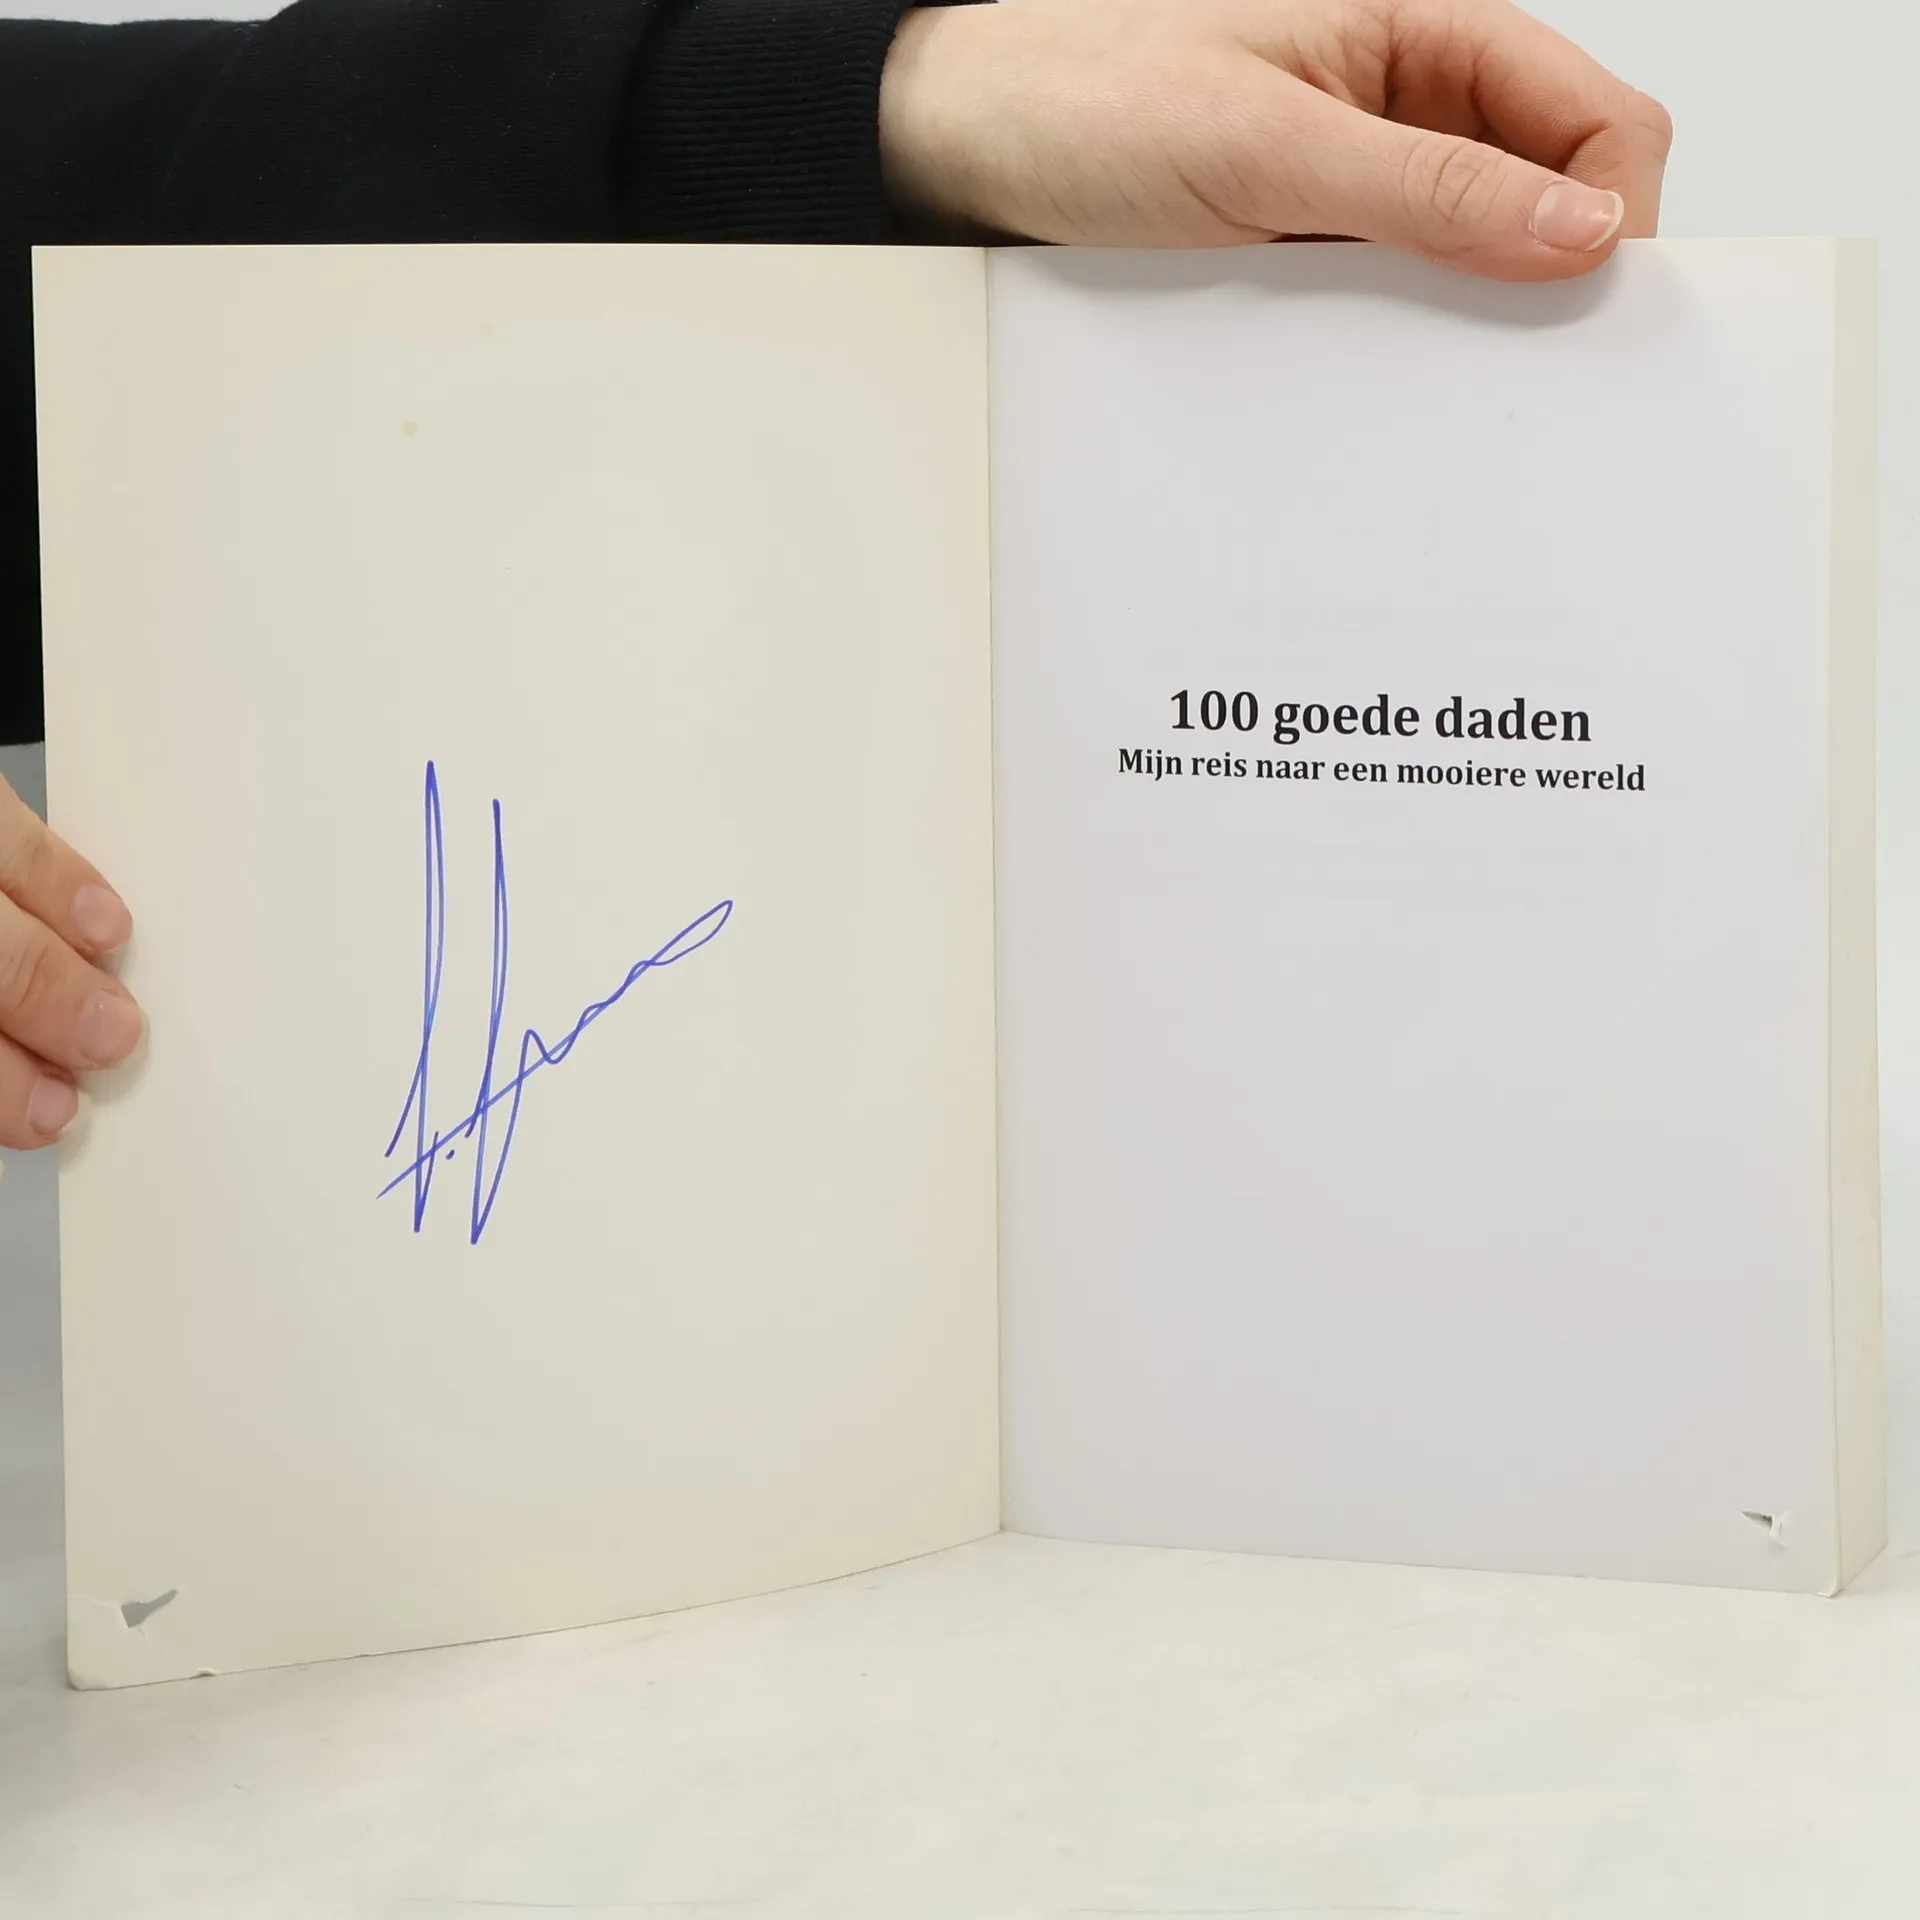 100 goede daden
Mijn reis naar een mooiere wereld